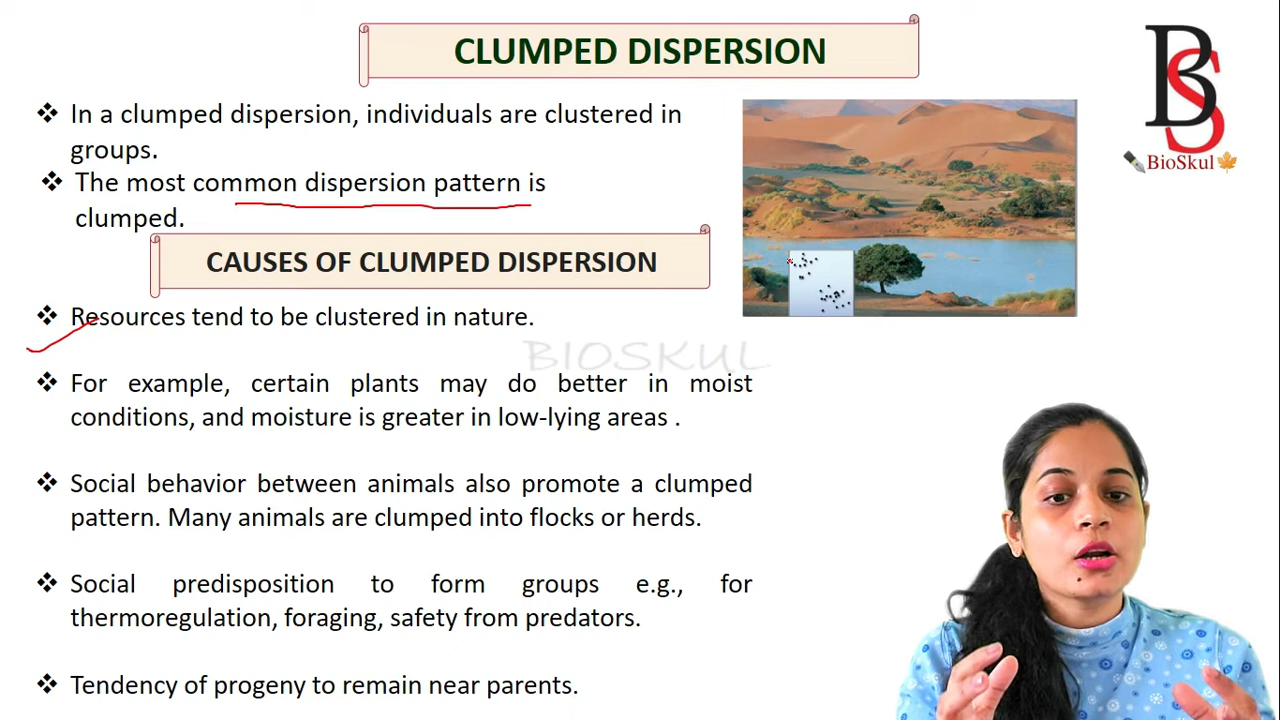 CLUMPED DISPERSION
❖ In a clumped dispersion, individuals are clustered in
groups.
❖ The most common dispersion pattern is
clumped.
CAUSES OF CLUMPED DISPERSION
❖ Resources tend to be clustered in nature.
❖ For example, certain plants may do better in moist
conditions, and moisture is greater in low-lying areas .
❖ Social behavior between animals also promote a clumped
pattern. Many animals are clumped into flocks or herds.
❖ Social predisposition to form groups e.g., for
thermoregulation, foraging, safety from predators.
❖ Tendency of progeny to remain near parents.
BS
BioSkul
BIOSKUL